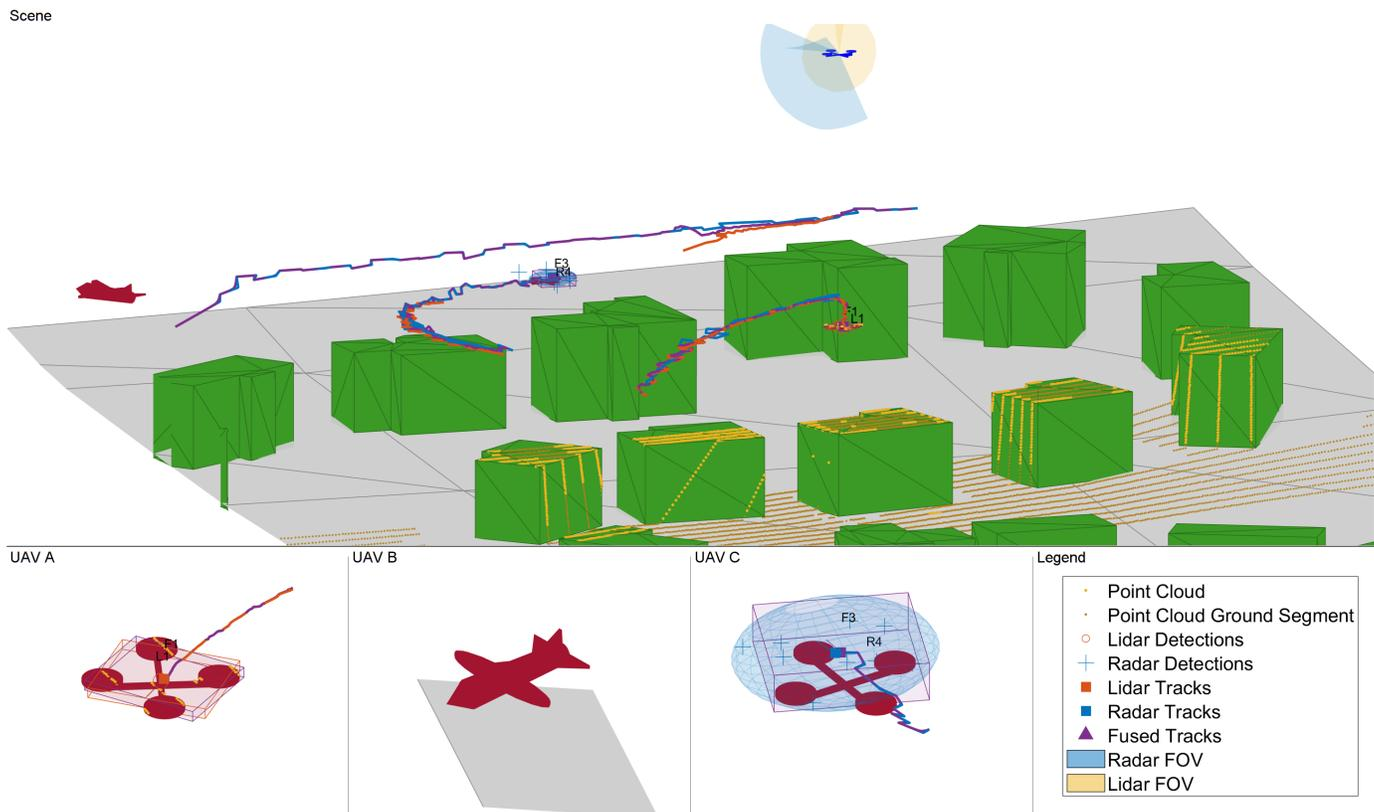 Scene
F3
R4
F1
L1
UAV A
UAV B
UAV C
Legend
F1
L1
F3
R4
Point Cloud
Point Cloud Ground Segment
Lidar Detections
Radar Detections
Lidar Tracks
Radar Tracks
Fused Tracks
Radar FOV
Lidar FOV